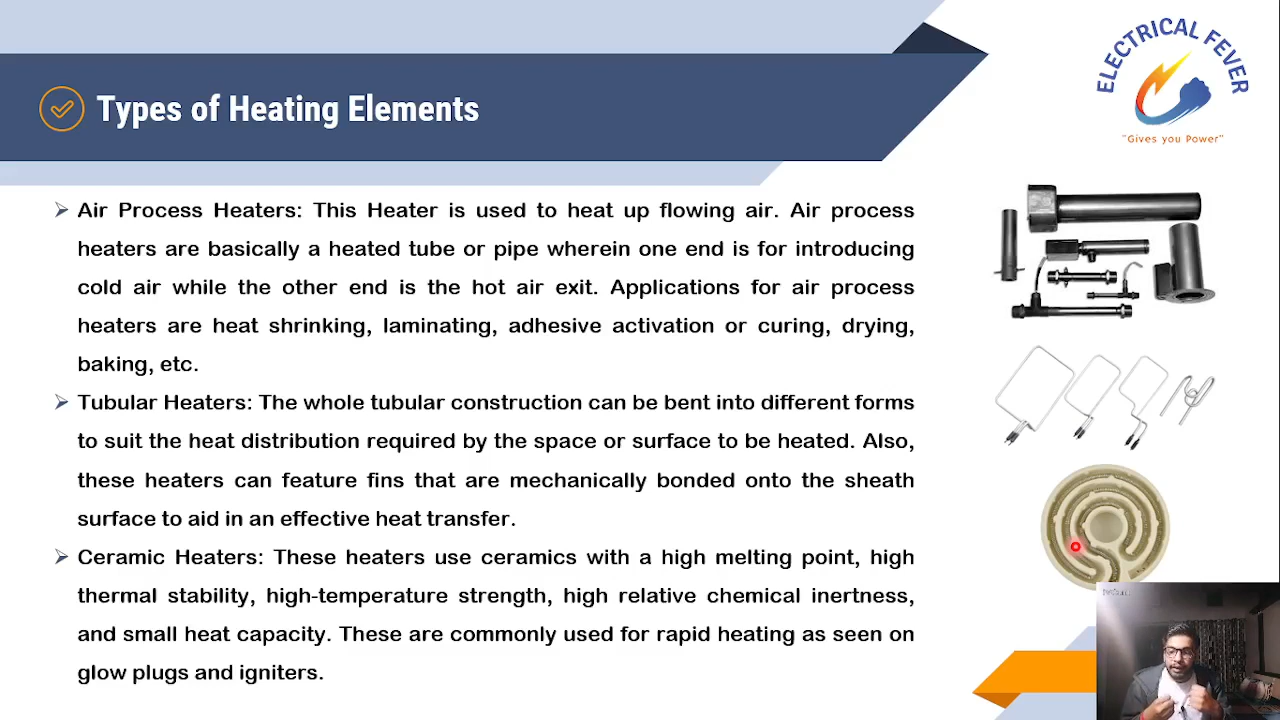 ELECTRICAL FEVER
"Gives you Power"
Types of Heating Elements
Air Process Heaters: This Heater is used to heat up flowing air. Air process
heaters are basically a heated tube or pipe wherein one end is for introducing
cold air while the other end is the hot air exit. Applications for air process
heaters are heat shrinking, laminating, adhesive activation or curing, drying,
baking, etc.
Tubular Heaters: The whole tubular construction can be bent into different forms
to suit the heat distribution required by the space or surface to be heated. Also,
these heaters can feature fins that are mechanically bonded onto the sheath
surface to aid in an effective heat transfer.
Ceramic Heaters: These heaters use ceramics with a high melting point, high
thermal stability, high-temperature strength, high relative chemical inertness,
and small heat capacity. These are commonly used for rapid heating as seen on
glow plugs and igniters.